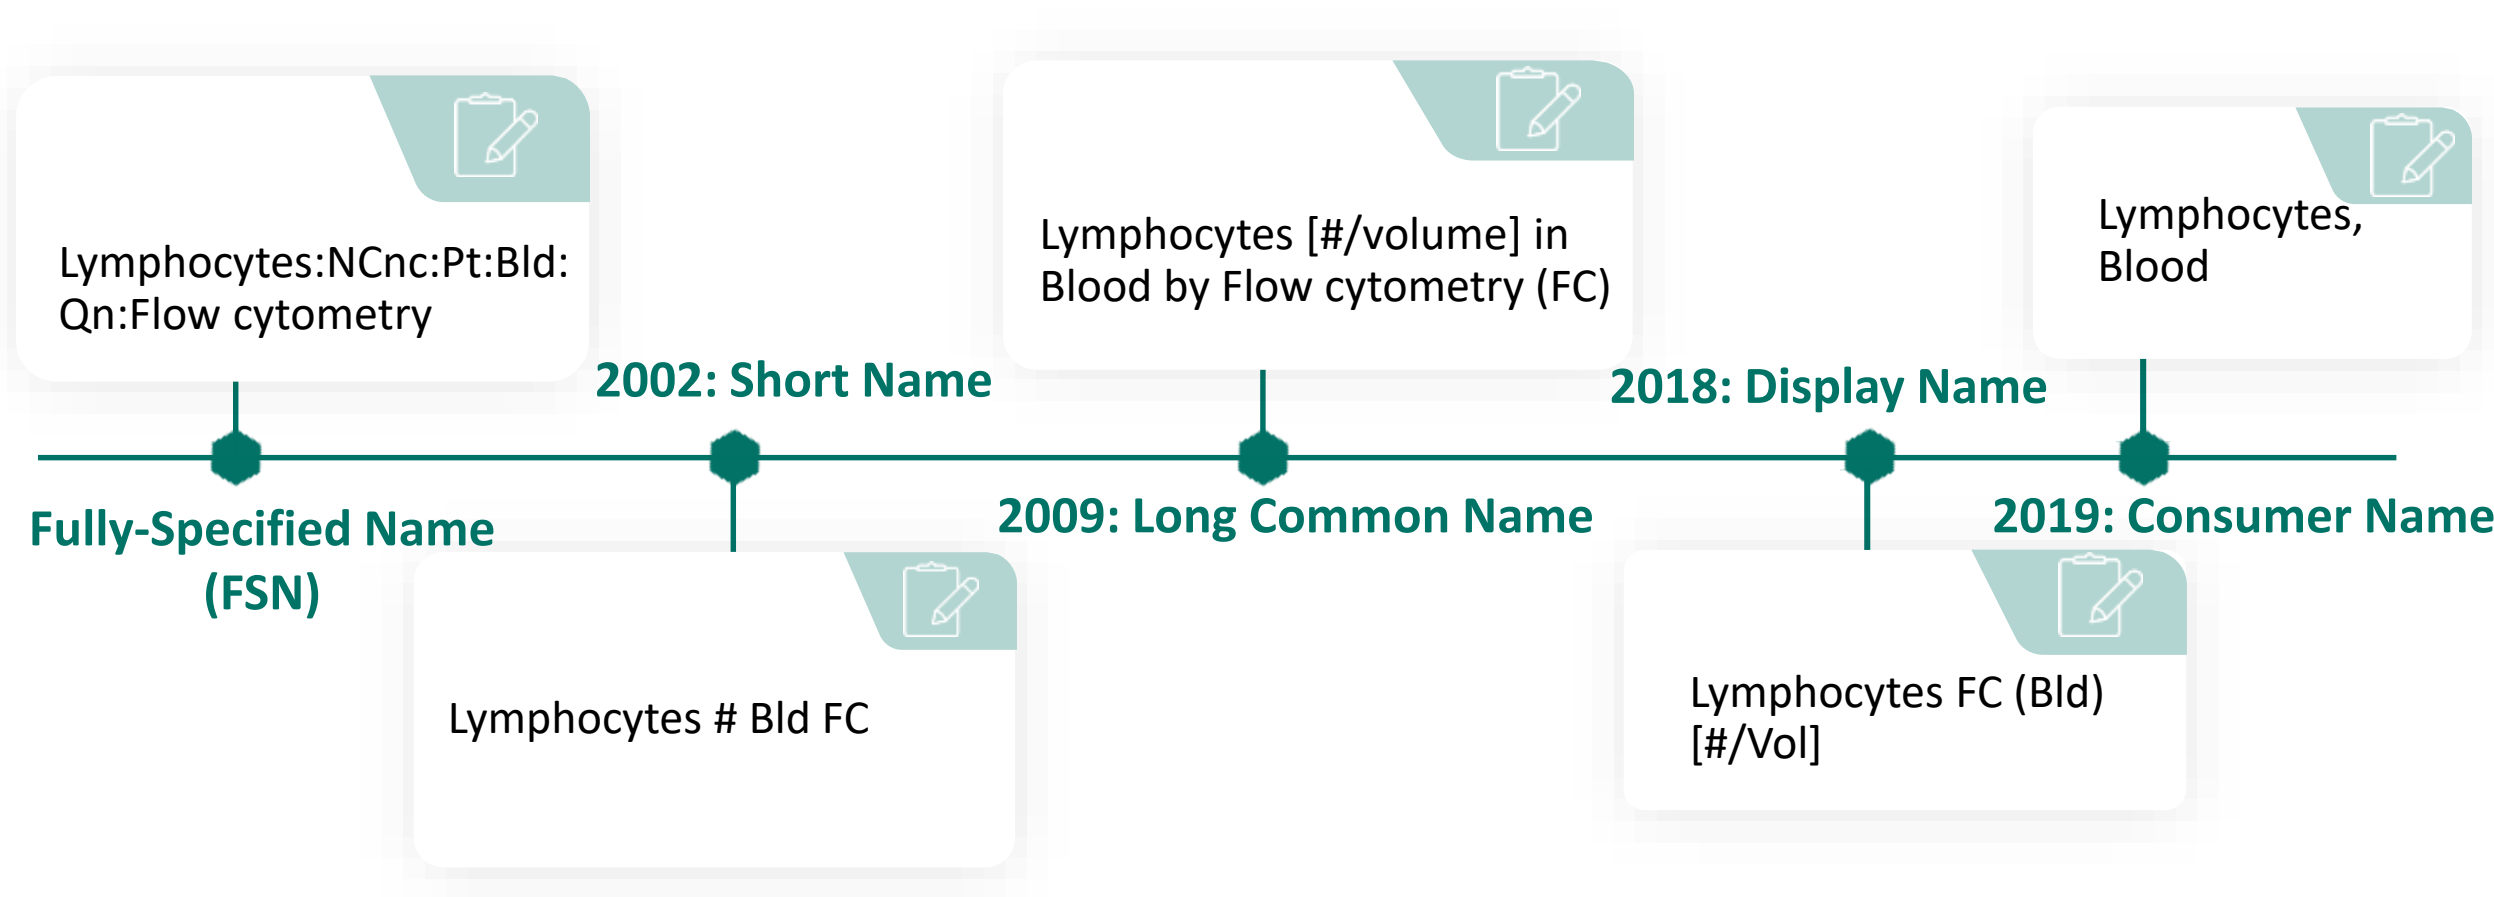 Lymphocytes:NCnc:Pt:Bld:
Qn:Flow cytometry
Fully-Specified Name
(FSN)
2002: Short Name
Lymphocytes # Bld FC
Lymphocytes [#/volume] in
Blood by Flow cytometry (FC)
2009: Long Common Name
2018: Display Name
Lymphocytes FC (Bld)
[#/Vol]
Lymphocytes,
Blood
2019: Consumer Name